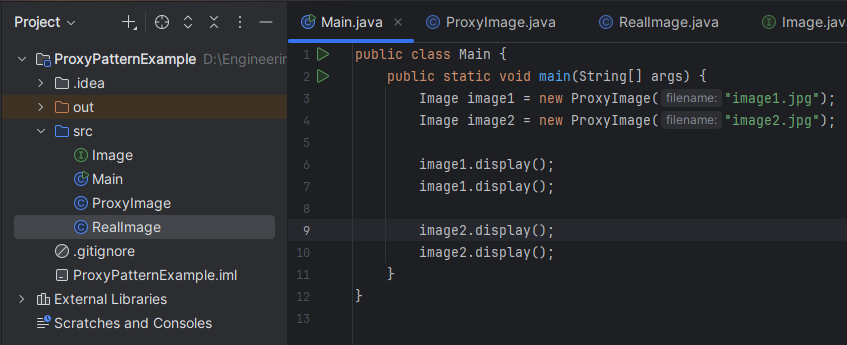 Project
ProxyPatternExample D:\Engineerin
.idea
out
src
Image
Main
ProxyImage
RealImage
.gitignore
ProxyPatternExample.iml
External Libraries
Scratches and Consoles
Main.java ProxyImage.java RealImage.java Image.java
1 public class Main {
2 public static void main(String[] args) {
3 Image image1 = new ProxyImage( filename: "image1.jpg");
4 Image image2 = new ProxyImage( filename: "image2.jpg");
5
6 image1.display();
7 image1.display();
8
9 image2.display();
10 image2.display();
11 }
12 }
13